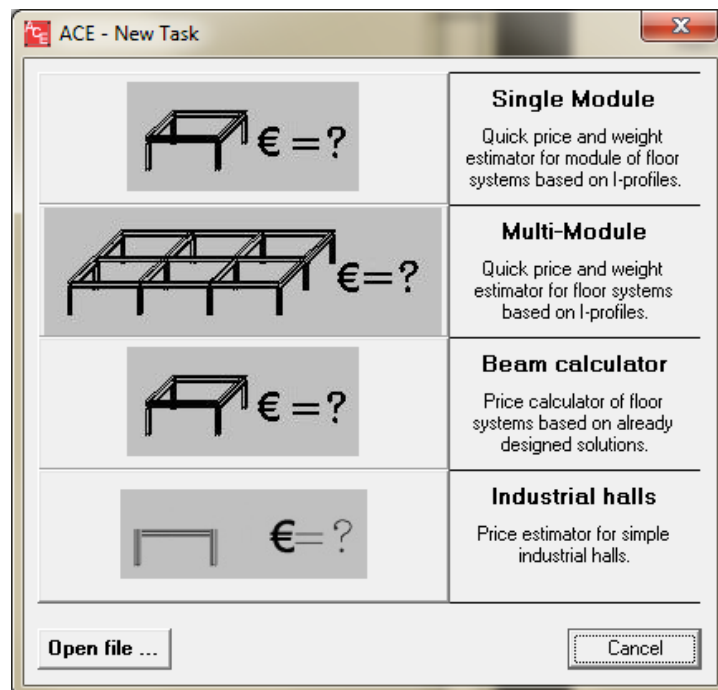 ACE ACE - New Task
x
€ = ?
Single Module
Quick price and weight
estimator for module of floor
systems based on I-profiles.
€ = ?
Multi-Module
Quick price and weight
estimator for floor systems
based on I-profiles.
€ = ?
Beam calculator
Price calculator of floor
systems based on already
designed solutions.
€ = ?
Industrial halls
Price estimator for simple
industrial halls.
Open file ...
Cancel